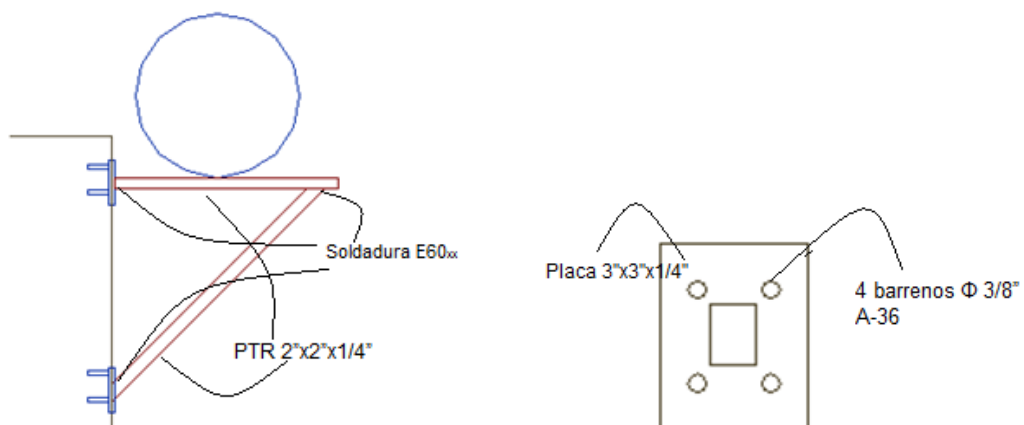 Soldadura E60xx
PTR 2”x2”x1/4”
Placa 3”x3”x1/4”
4 barrenos Φ 3/8”
A-36